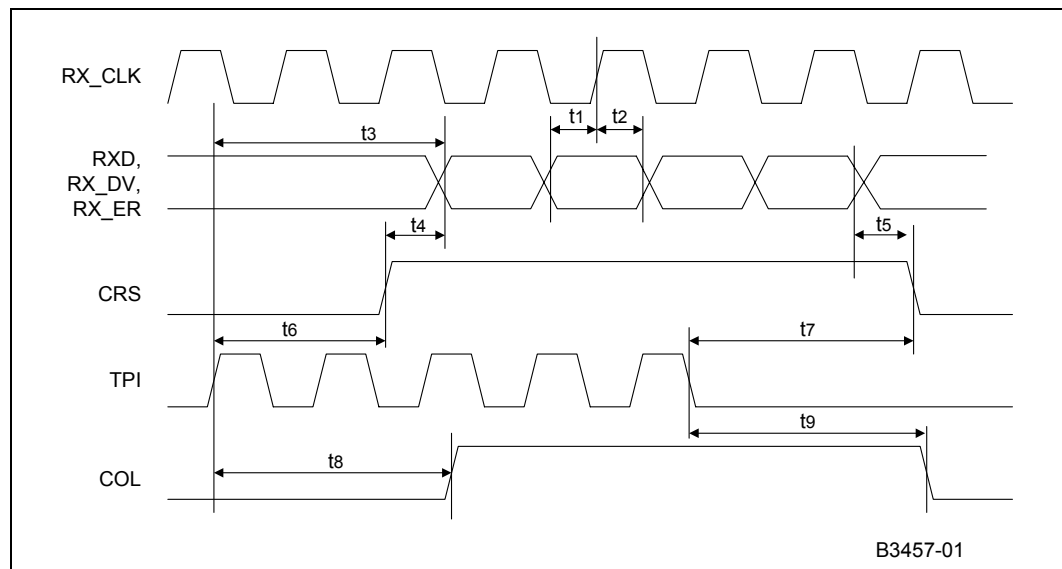 RX_CLK
t1
t2
t3
RXD,
RX_DV,
RX_ER
t4
t5
CRS
t6
t7
TPI
t9
t8
COL
B3457-01